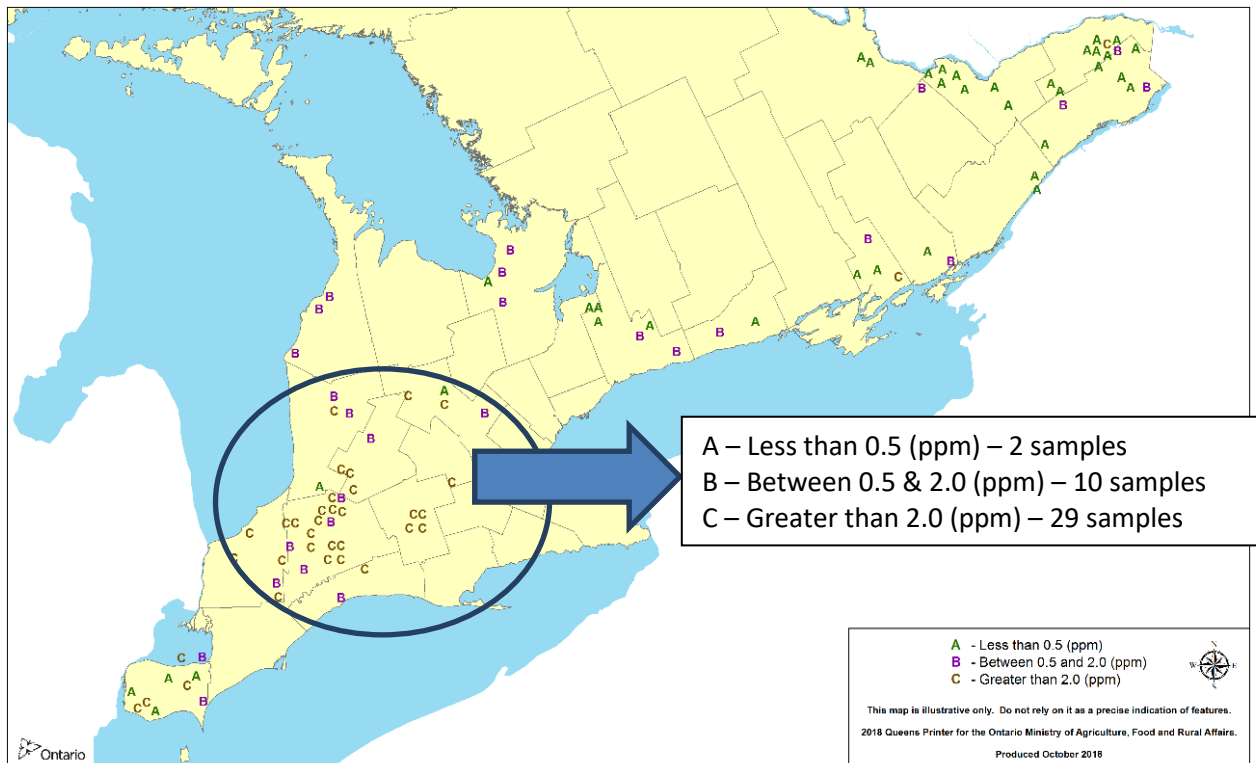 A C A
A A A B A
A A
A
A A A A
A A A A A
B A A A B
A B
A
A
A
B
B A
B B
A A A C
B
B
B
B
A A
A A A
B B
B
B
B C A
C B C B
B
C C
A C C
C B
C C C C C
C C C B C C
C C C C
C B C C
C C C C C
B B C
C B
A – Less than 0.5 (ppm) – 2 samples
B – Between 0.5 & 2.0 (ppm) – 10 samples
C – Greater than 2.0 (ppm) – 29 samples
C B
A A
A C
C C A B
A - Less than 0.5 (ppm)
B - Between 0.5 and 2.0 (ppm)
C - Greater than 2.0 (ppm)
N
W E
S
This map is illustrative only. Do not rely on it as a precise indication of features.
2018 Queens Printer for the Ontario Ministry of Agriculture, Food and Rural Affairs.
Produced October 2018
Ontario